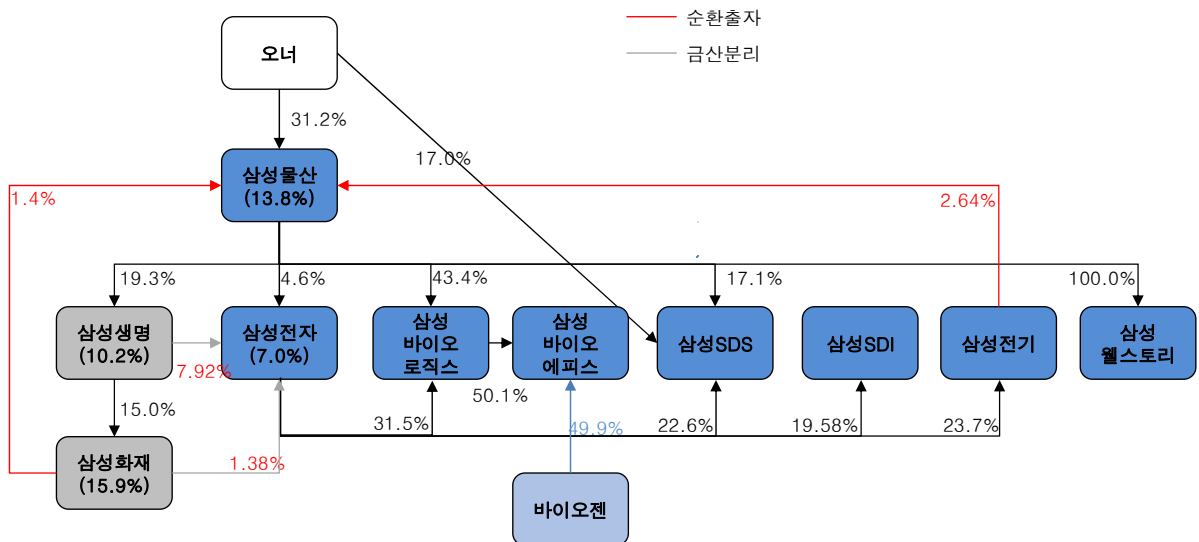 순환출자
금산분리
오너
31.2%
17.0%
삼성물산
(13.8%)
1.4%
2.64%
19.3%
4.6%
43.4%
17.1%
100.0%
삼성생명
(10.2%)
삼성전자
(7.0%)
삼성
바이오
로직스
삼성
바이오
에피스
삼성SDS
삼성SDI
삼성전기
삼성
웰스토리
7.92%
50.1%
15.0%
31.5%
49.9%
22.6%
19.58%
23.7%
삼성화재
(15.9%)
1.38%
바이오젠